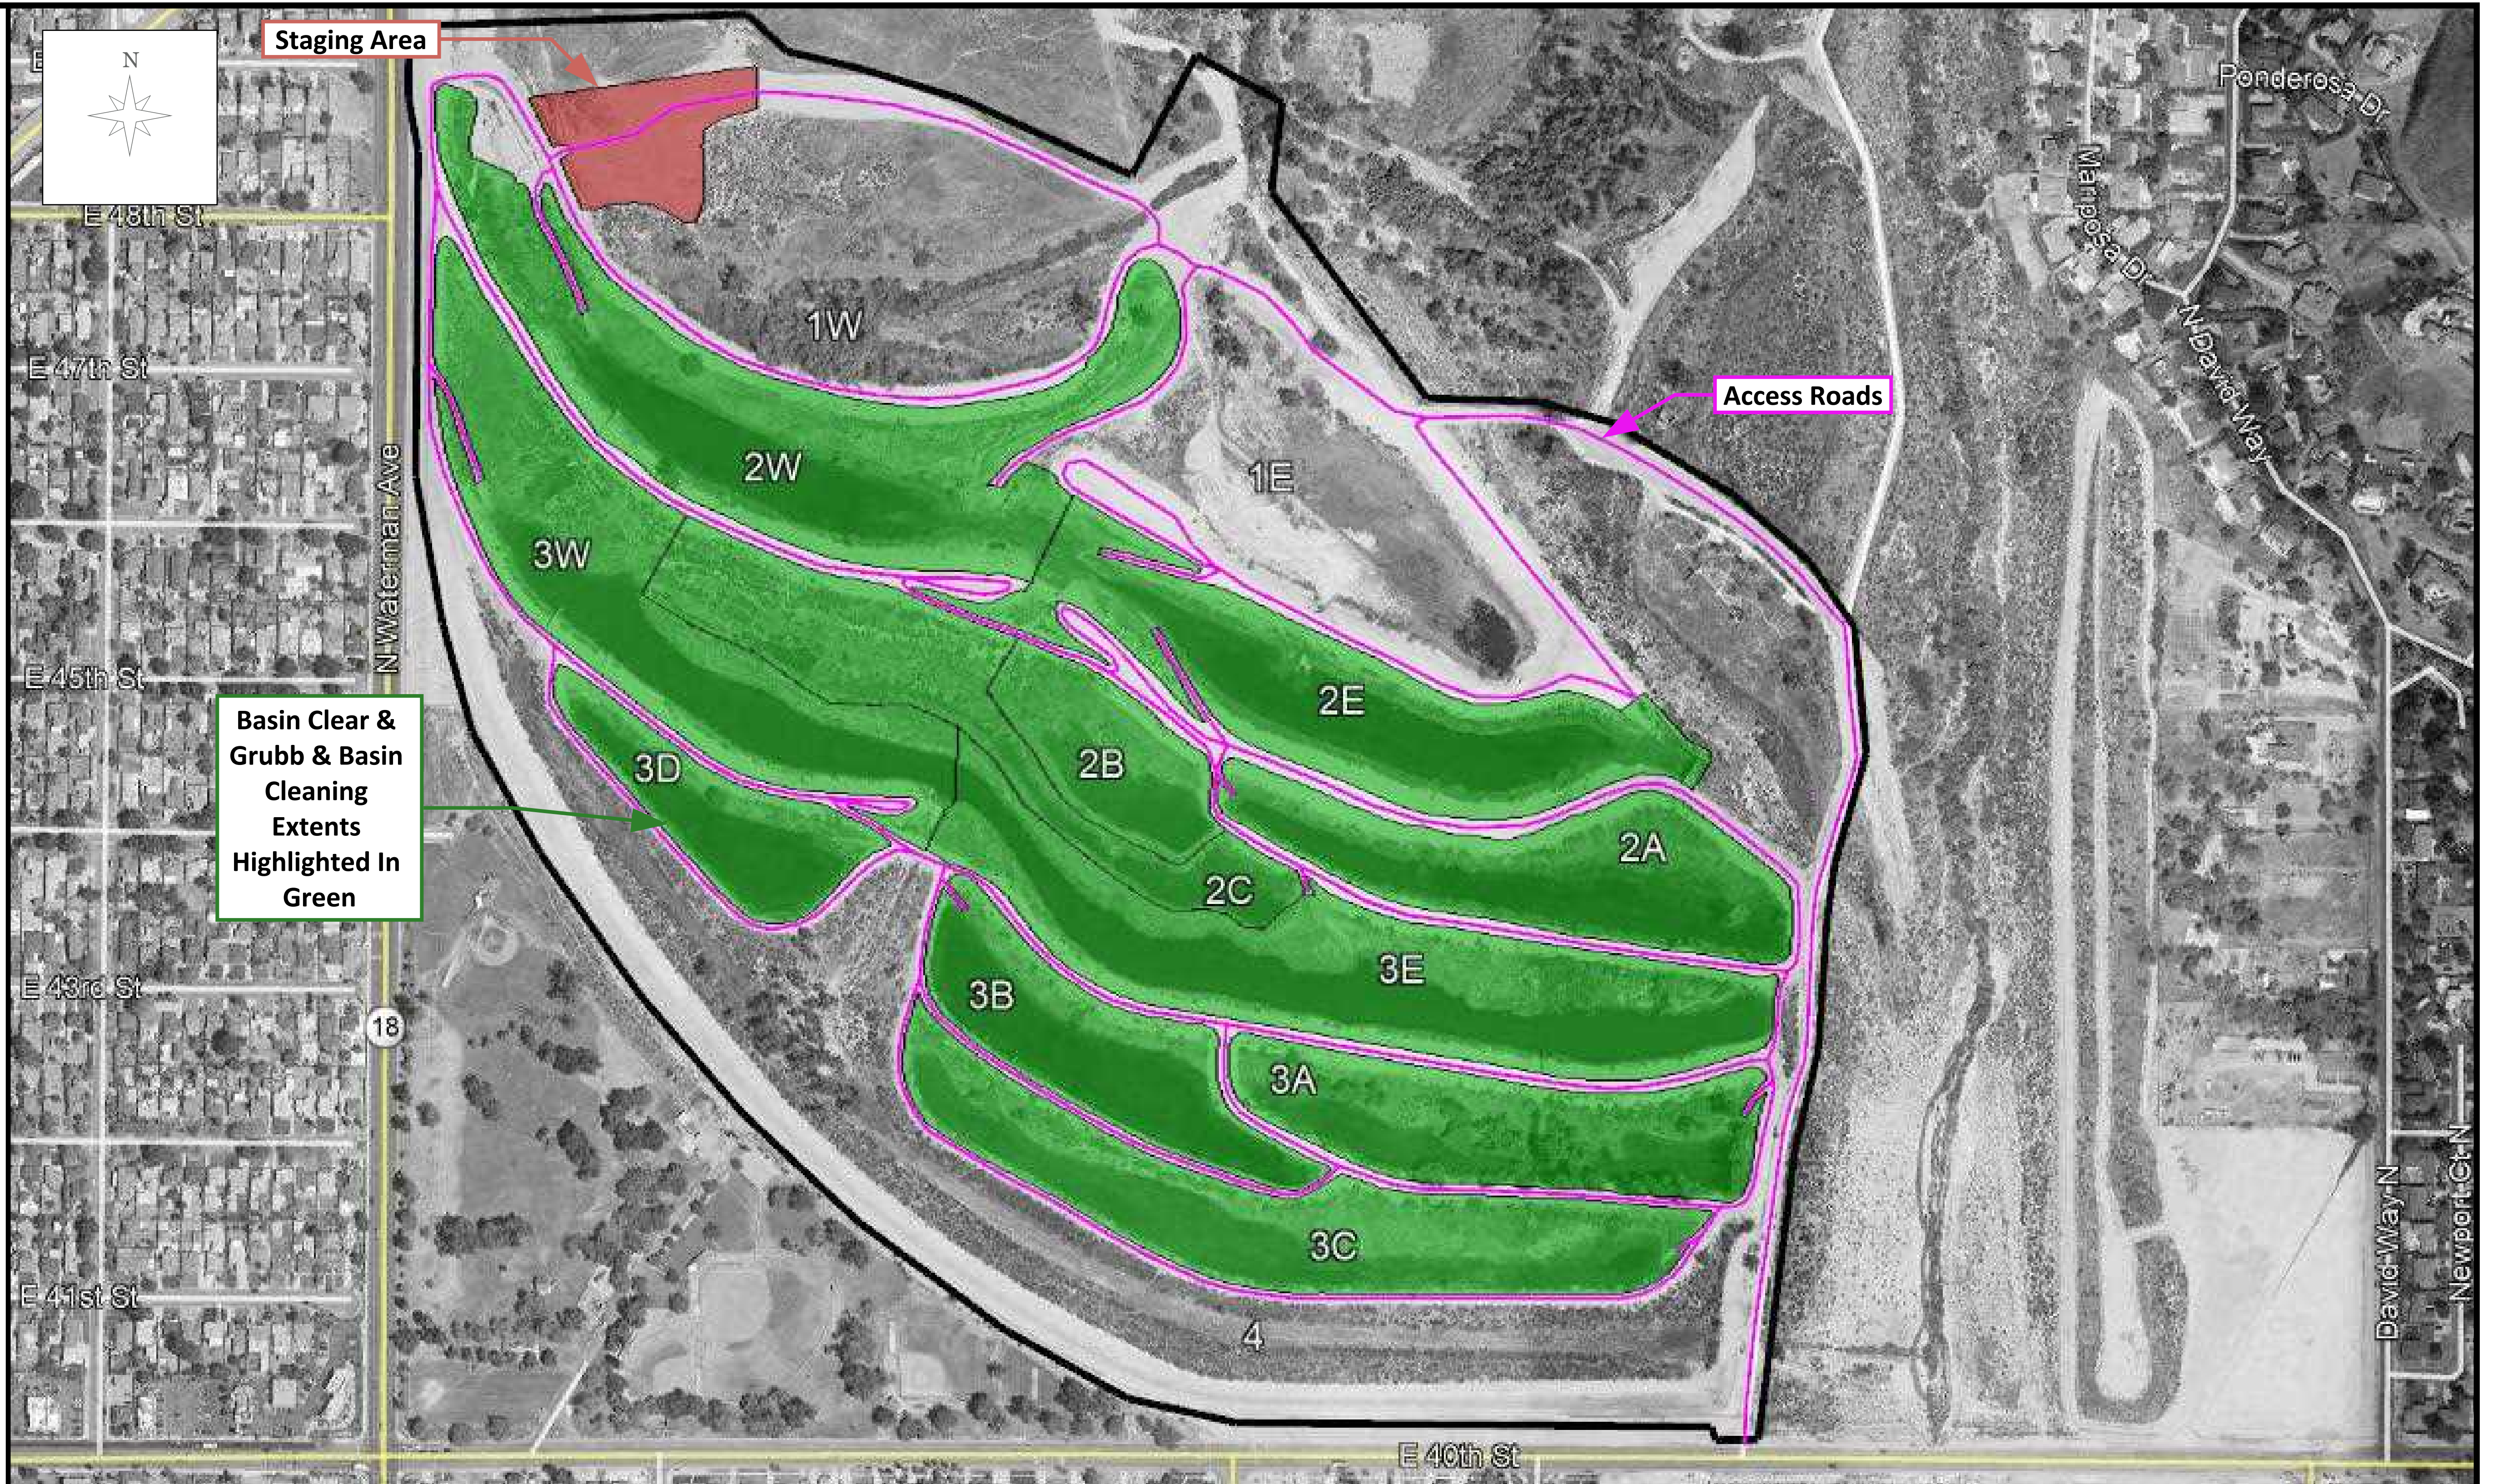 N
Staging Area
Ponderosa Dr
Mariposa Dr
E 48th St
1W
N David Way
E 47th St
Access Roads
2W
1E
N Waterman Ave
3W
E 45th St
2E
Basin Clear &
Grubb & Basin
Cleaning
Extents
Highlighted In
Green
3D
2B
2A
2C
3E
E 43rd St
3B
18
3A
3C
E 41st St
4
David Way N
Newport Ct N
E 40th St